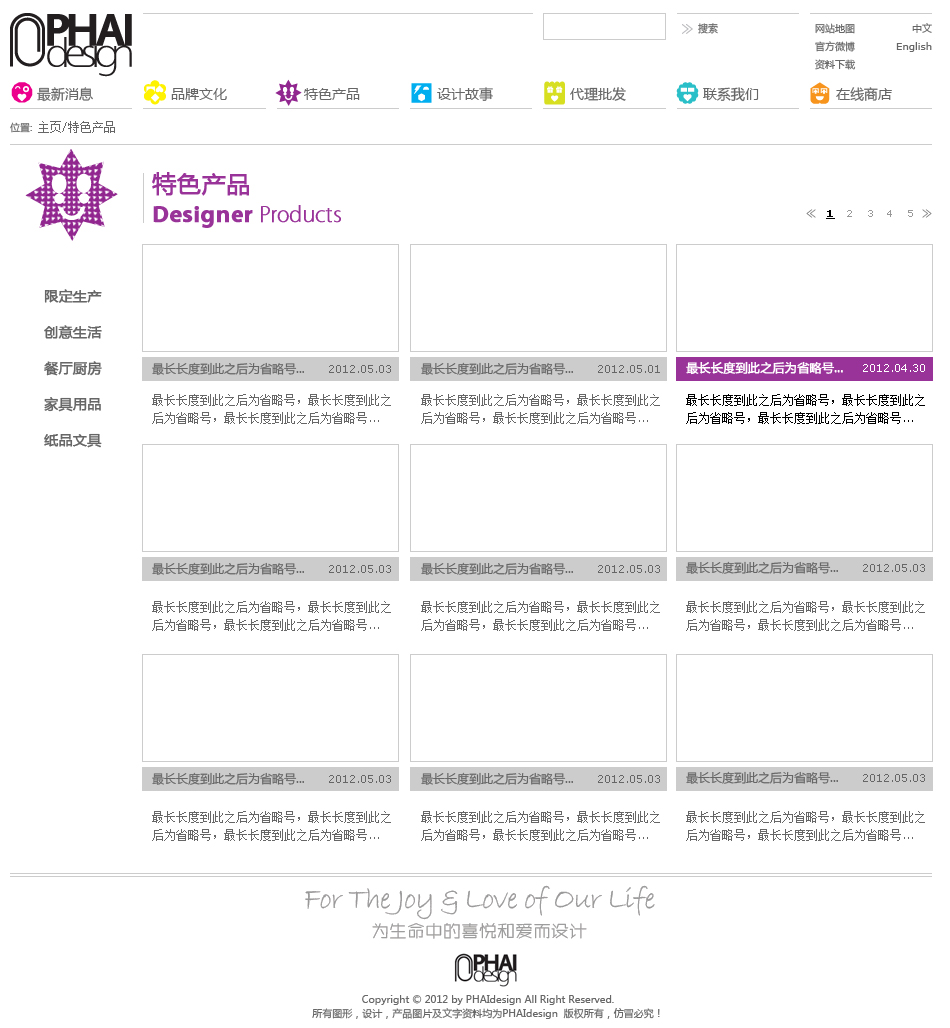 PHAI
design
搜索
网站地图 中文
官方微博 English
资料下载
最新消息 品牌文化 特色产品 设计故事 代理批发 联系我们 在线商店
位置: 主页/特色产品
特色产品
Designer Products
« 1 2 3 4 5 »
限定生产
创意生活
餐厅厨房
家具用品
纸品文具
最长长度到此之后为省略号... 2012.05.03
最长长度到此之后为省略号，最长长度到此之
后为省略号，最长长度到此之后为省略号...
最长长度到此之后为省略号... 2012.05.01
最长长度到此之后为省略号，最长长度到此之
后为省略号，最长长度到此之后为省略号...
最长长度到此之后为省略号... 2012.04.30
最长长度到此之后为省略号，最长长度到此之
后为省略号，最长长度到此之后为省略号...
最长长度到此之后为省略号... 2012.05.03
最长长度到此之后为省略号，最长长度到此之
后为省略号，最长长度到此之后为省略号...
最长长度到此之后为省略号... 2012.05.03
最长长度到此之后为省略号，最长长度到此之
后为省略号，最长长度到此之后为省略号...
最长长度到此之后为省略号... 2012.05.03
最长长度到此之后为省略号，最长长度到此之
后为省略号，最长长度到此之后为省略号...
最长长度到此之后为省略号... 2012.05.03
最长长度到此之后为省略号，最长长度到此之
后为省略号，最长长度到此之后为省略号...
最长长度到此之后为省略号... 2012.05.03
最长长度到此之后为省略号，最长长度到此之
后为省略号，最长长度到此之后为省略号...
最长长度到此之后为省略号... 2012.05.03
最长长度到此之后为省略号，最长长度到此之
后为省略号，最长长度到此之后为省略号...
For The Joy & Love of Our Life
为生命中的喜悦和爱而设计
PHAI
design
Copyright © 2012 by PHAIdesign All Right Reserved.
所有图形，设计，产品图片及文字资料均为PHAIdesign 版权所有，仿冒必究！